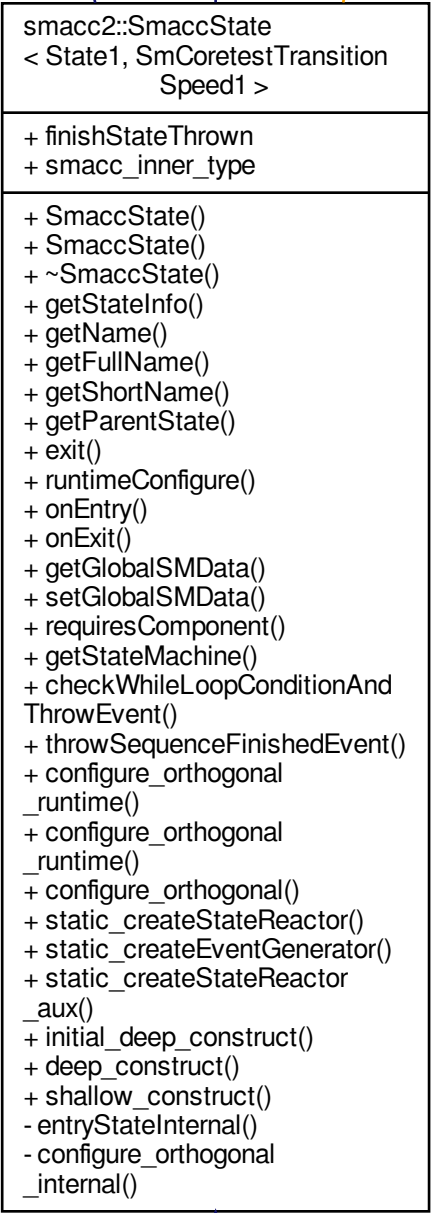 smacc2::SmaccState
< State1, SmCoretestTransition
Speed1 >
+ finishStateThrown
+ smacc_inner_type
+ SmaccState()
+ SmaccState()
+ ~SmaccState()
+ getStateInfo()
+ getName()
+ getFullName()
+ getShortName()
+ getParentState()
+ exit()
+ runtimeConfigure()
+ onEntry()
+ onExit()
+ getGlobalSMData()
+ setGlobalSMData()
+ requiresComponent()
+ getStateMachine()
+ checkWhileLoopConditionAnd
ThrowEvent()
+ throwSequenceFinishedEvent()
+ configure_orthogonal
_runtime()
+ configure_orthogonal
_runtime()
+ configure_orthogonal()
+ static_createStateReactor()
+ static_createEventGenerator()
+ static_createStateReactor
_aux()
+ initial_deep_construct()
+ deep_construct()
+ shallow_construct()
- entryStateInternal()
- configure_orthogonal
_internal()